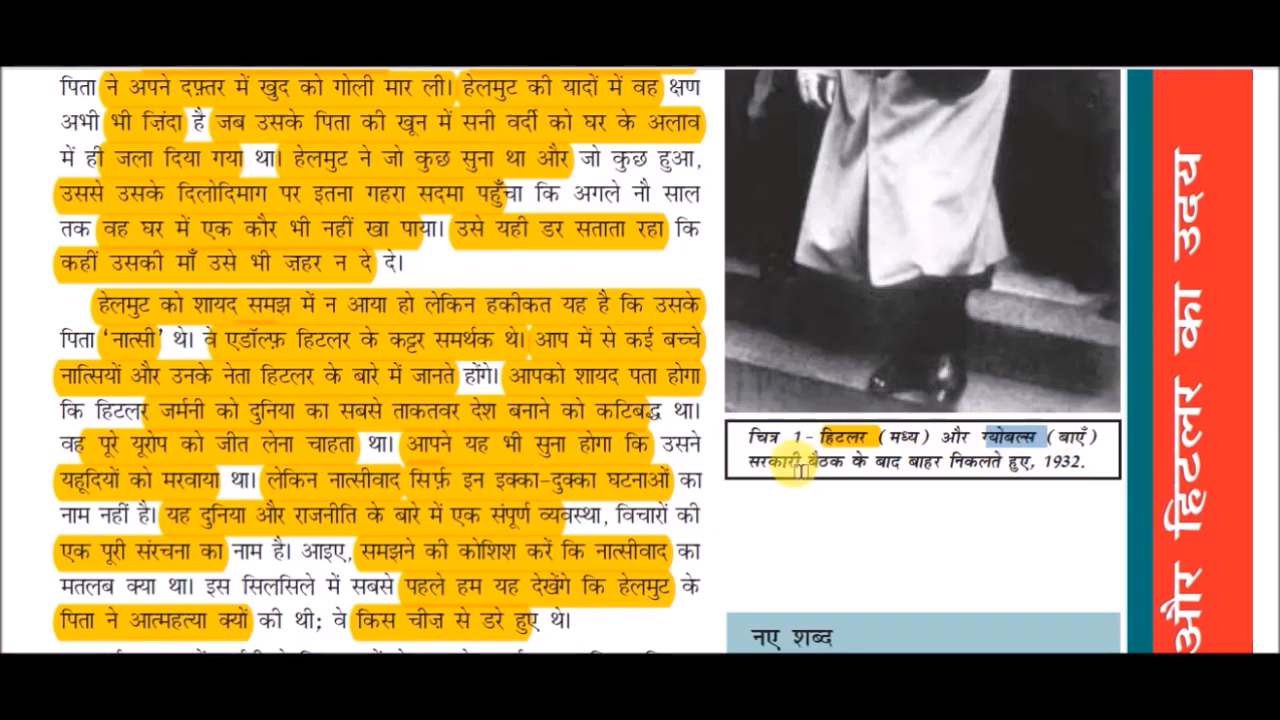 पिता ने अपने दफ़्तर में खुद को गोली मार ली। हेलमुट की यादों में वह क्षण
अभी भी ज़िंदा है जब उसके पिता की खून में सनी वर्दी को घर के अलाव
में ही जला दिया गया था। हेलमुट ने जो कुछ सुना था और जो कुछ हुआ,
उससे उसके दिलोदिमाग पर इतना गहरा सदमा पहुँचा कि अगले नौ साल
तक वह घर में एक कौर भी नहीं खा पाया। उसे यही डर सताता रहा कि
कहीं उसकी माँ उसे भी ज़हर न दे दे।
हेलमुट को शायद समझ में न आया हो लेकिन हकीकत यह है कि उसके
पिता ‘नात्सी’ थे। वे एडॉल्फ़ हिटलर के कट्टर समर्थक थे। आप में से कई बच्चे
नात्सियों और उनके नेता हिटलर के बारे में जानते होंगे। आपको शायद पता होगा
कि हिटलर जर्मनी को दुनिया का सबसे ताकतवर देश बनाने को कटिबद्ध था।
वह पूरे यूरोप को जीत लेना चाहता था। आपने यह भी सुना होगा कि उसने
यहूदियों को मरवाया था। लेकिन नात्सीवाद सिर्फ़ इन इक्का-दुक्का घटनाओं का
नाम नहीं है। यह दुनिया और राजनीति के बारे में एक संपूर्ण व्यवस्था, विचारों की
एक पूरी संरचना का नाम है। आइए, समझने की कोशिश करें कि नात्सीवाद का
मतलब क्या था। इस सिलसिले में सबसे पहले हम यह देखेंगे कि हेलमुट के
पिता ने आत्महत्या क्यों की थी; वे किस चीज़ से डरे हुए थे।
चित्र 1- हिटलर (मध्य) और ग्योबल्स (बाएँ)
सरकारी बैठक के बाद बाहर निकलते हुए, 1932.
नए शब्द
और हिटलर का उदय